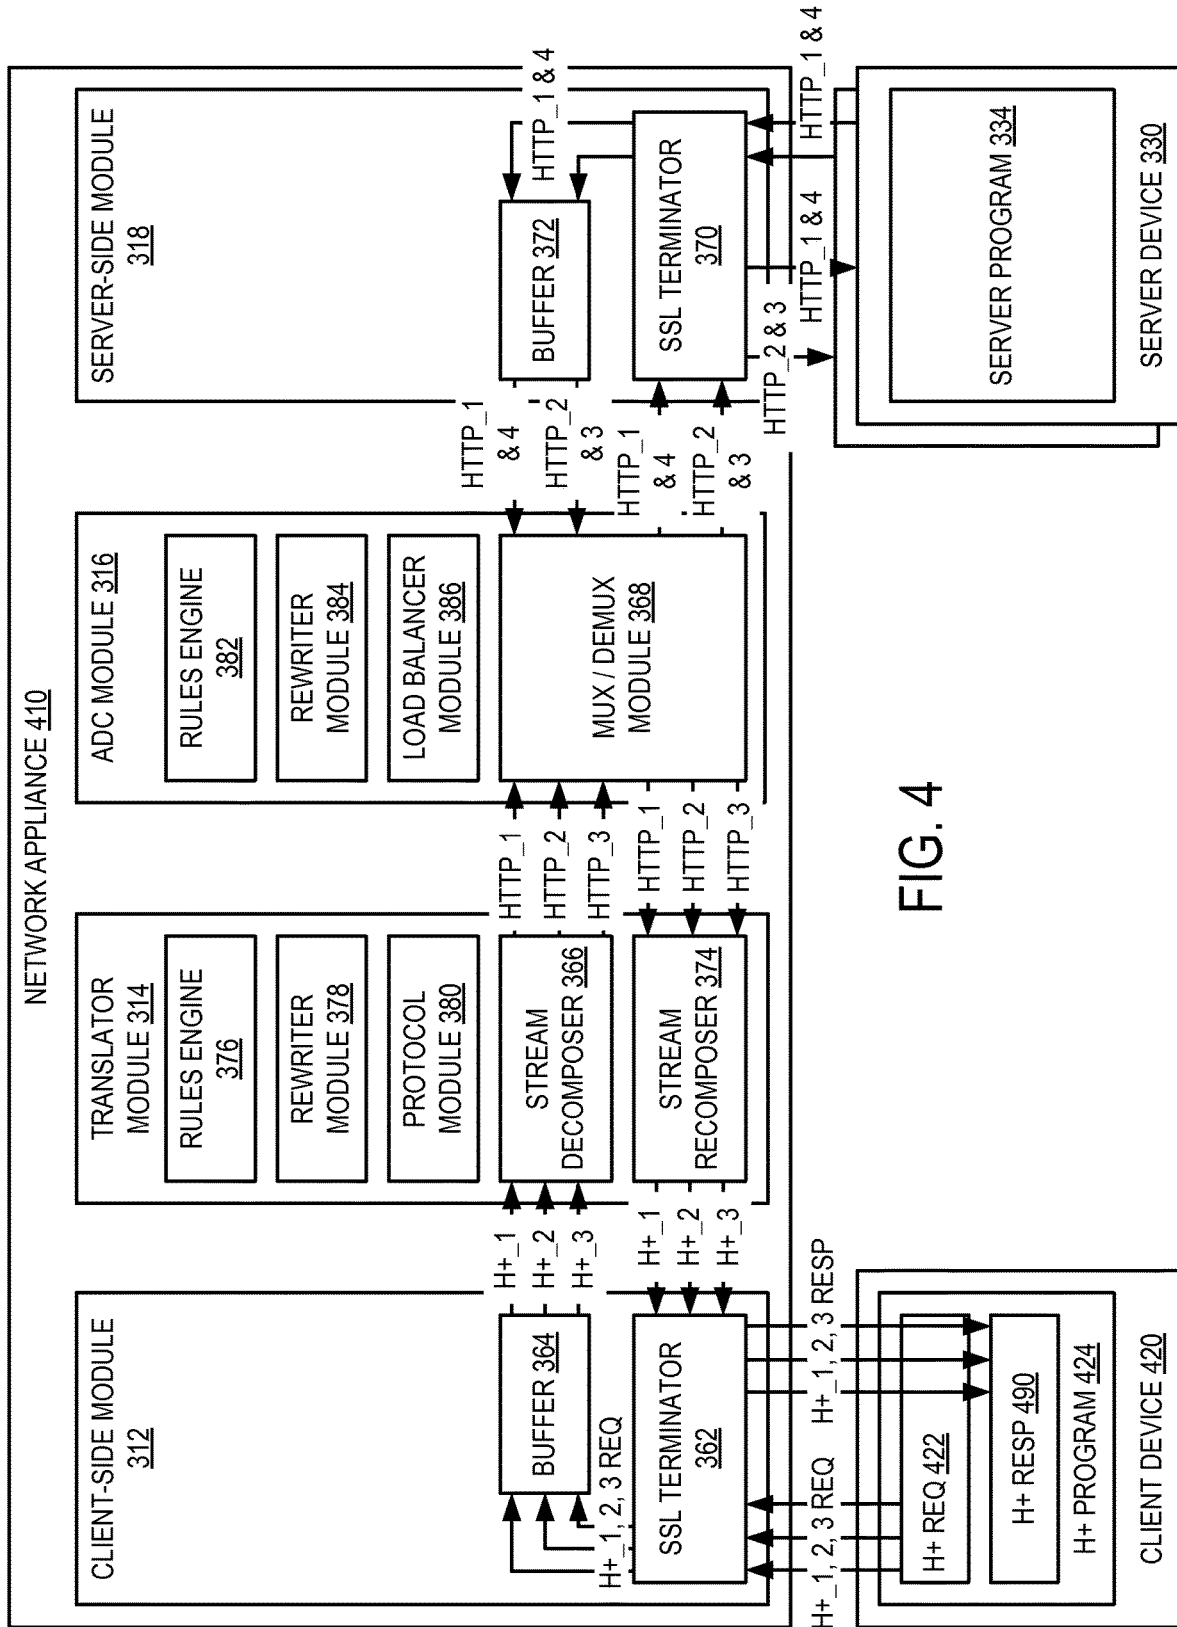 NETWORK APPLIANCE 410
CLIENT-SIDE MODULE
312
BUFFER 364
H+_1, 2, 3 REQ
SSL TERMINATOR
362
H+_1
H+_2
H+_3
H+_1
H+_2
H+_3
TRANSLATOR
MODULE 314
RULES ENGINE
376
REWRITER
MODULE 378
PROTOCOL
MODULE 380
STREAM
DECOMPOSER 366
STREAM
RECOMPOSER 374
HTTP_1
HTTP_2
HTTP_3
HTTP_1
HTTP_2
HTTP_3
ADC MODULE 316
RULES ENGINE
382
REWRITER
MODULE 384
LOAD BALANCER
MODULE 386
MUX / DEMUX
MODULE 368
HTTP_1
& 4
HTTP_2
& 3
HTTP_1
& 4
HTTP_2
& 3
SERVER-SIDE MODULE
318
BUFFER 372
HTTP_1 & 4
SSL TERMINATOR
370
HTTP_2 & 3
HTTP_1 & 4
HTTP_1 & 4
H+_1, 2, 3 REQ
H+_1, 2, 3 RESP
H+ REQ 422
H+ RESP 490
H+ PROGRAM 424
CLIENT DEVICE 420
SERVER PROGRAM 334
SERVER DEVICE 330
FIG. 4